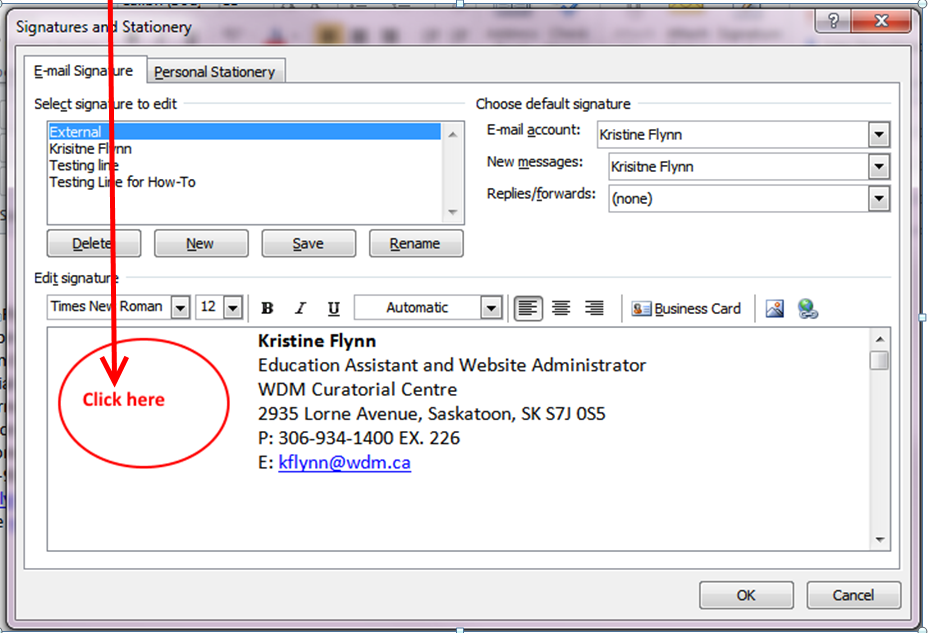 Signatures and Stationery
E-mail Signature
Personal Stationery
Select signature to edit
Choose default signature
External
Krisitne Flynn
Testing line
Testing Line for How-To
E-mail account:
Kristine Flynn
New messages:
Krisitne Flynn
Replies/forwards:
(none)
Delete
New
Save
Rename
Edit signature
Times New Roman
12
B
I
U
Automatic
Business Card
Click here
Kristine Flynn
Education Assistant and Website Administrator
WDM Curatorial Centre
2935 Lorne Avenue, Saskatoon, SK S7J 0S5
P: 306-934-1400 EX. 226
E: kflynn@wdm.ca
OK
Cancel